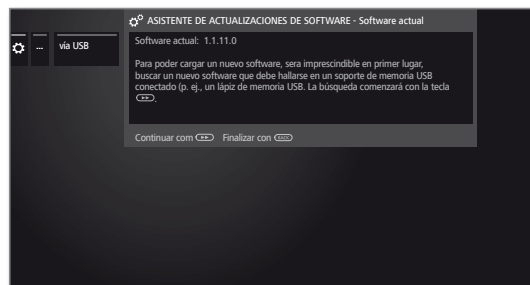 ASISTENTE DE ACTUALIZACIONES DE SOFTWARE - Software actual
... vía USB
Software actual: 1.1.11.0
Para poder cargar un nuevo software, sera imprescindible en primer lugar,
buscar un nuevo software que debe hallarse en un soporte de memoria USB
conectado (p. ej., un lápiz de memoria USB. La búsqueda comenzará con la tecla
.
Continuar com Finalizar con BACK